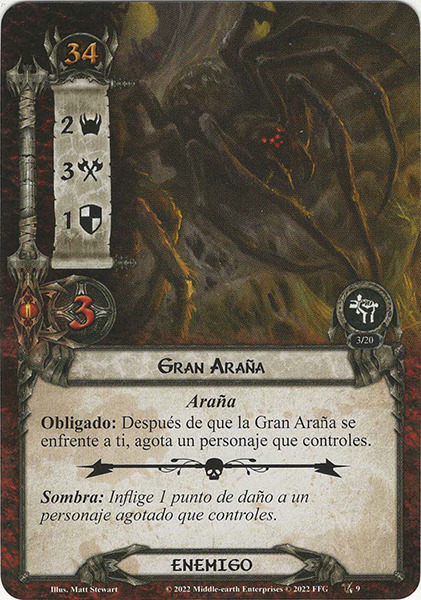 34
2
3
1
3
3/20
Gran Araña
Araña
Obligado: Después de que la Gran Araña se
enfrente a ti, agota un personaje que controles.
Sombra: Inflige 1 punto de daño a un
personaje agotado que controles.
ENEMIGO
Illus. Matt Stewart © 2022 Middle-earth Enterprises © 2022 FFG 9